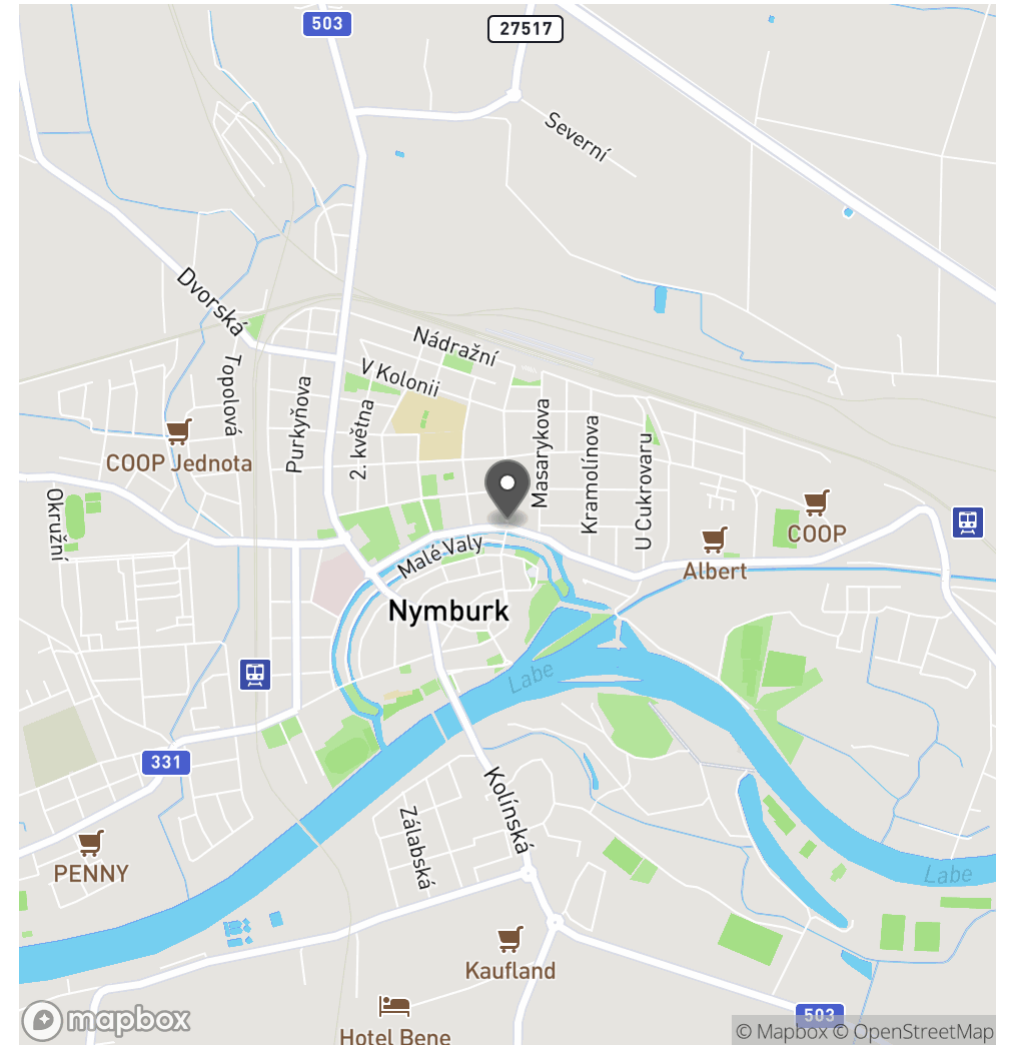 503
27517
Severní
Dvorská
Nádražní
V Kolonii
Topolová
Purkyňova
2. května
Masarykova
Kramolínova
U Cukrovaru
COOP Jednota
Okružní
COOP
Albert
Malé Valy
Nymburk
Labe
331
Kolínská
Zálabská
PENNY
Labe
Kaufland
Hotel Bene
503
mapbox
© Mapbox © OpenStreetMap